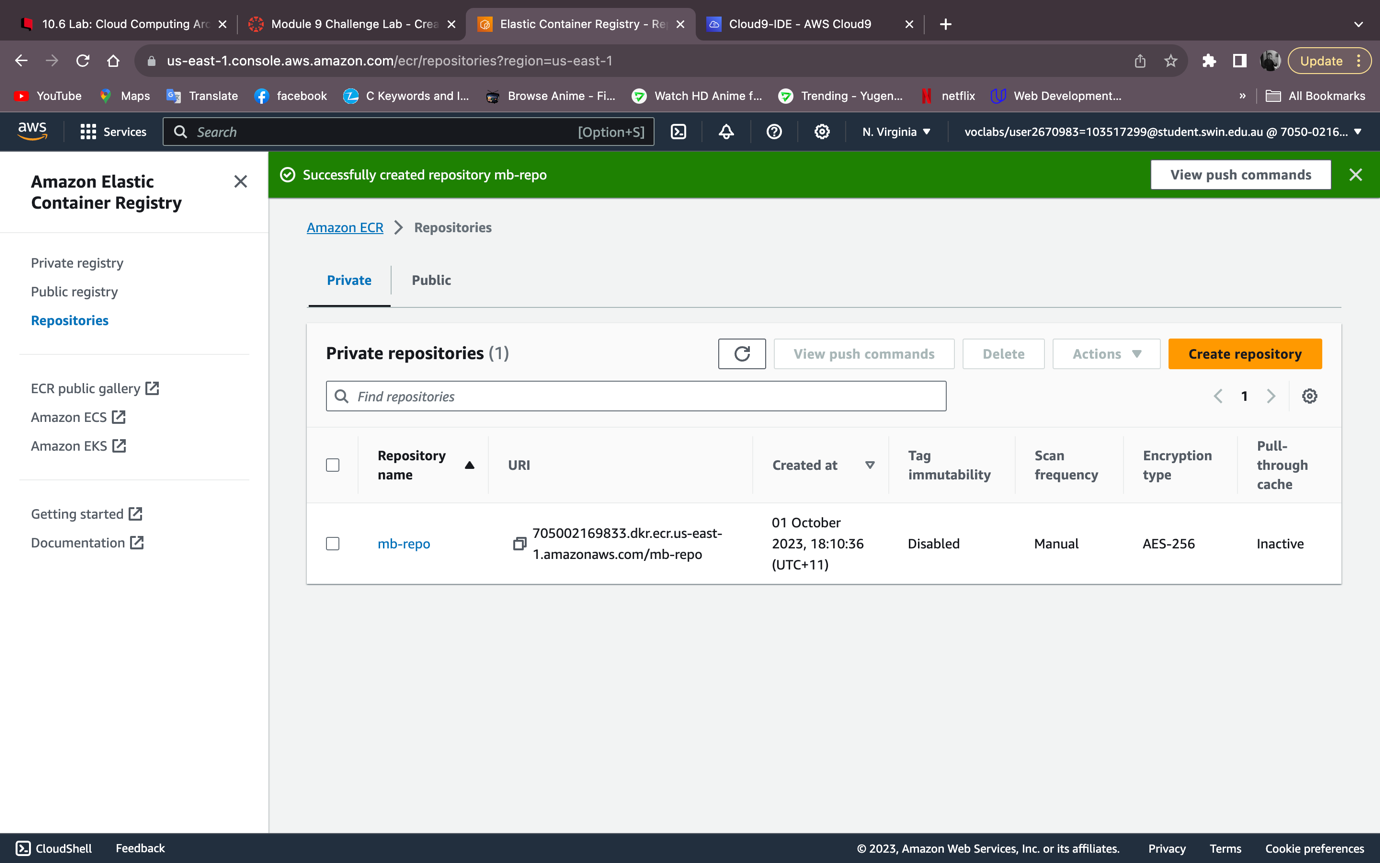 10.6 Lab: Cloud Computing Arc
Module 9 Challenge Lab - Crea
Elastic Container Registry - Re
Cloud9-IDE - AWS Cloud9
us-east-1.console.aws.amazon.com/ecr/repositories?region=us-east-1
Update
YouTube
Maps
Translate
facebook
C Keywords and I...
Browse Anime - Fi...
Watch HD Anime f...
Trending - Yugen...
netflix
Web Development...
»
All Bookmarks
aws
Services
Search
[Option+S]
N. Virginia
voclabs/user2670983=103517299@student.swin.edu.au @ 7050-0216...
Amazon Elastic
Container Registry
Private registry
Public registry
Repositories
ECR public gallery
Amazon ECS
Amazon EKS
Getting started
Documentation
Successfully created repository mb-repo
View push commands
Amazon ECR
Repositories
Private
Public
Private repositories (1)
View push commands
Delete
Actions
Create repository
Find repositories
1
Repository
name
URI
Created at
Tag
immutability
Scan
frequency
Encryption
type
Pull-
through
cache
mb-repo
705002169833.dkr.ecr.us-east-
1.amazonaws.com/mb-repo
01 October
2023, 18:10:36
(UTC+11)
Disabled
Manual
AES-256
Inactive
CloudShell
Feedback
© 2023, Amazon Web Services, Inc. or its affiliates.
Privacy
Terms
Cookie preferences